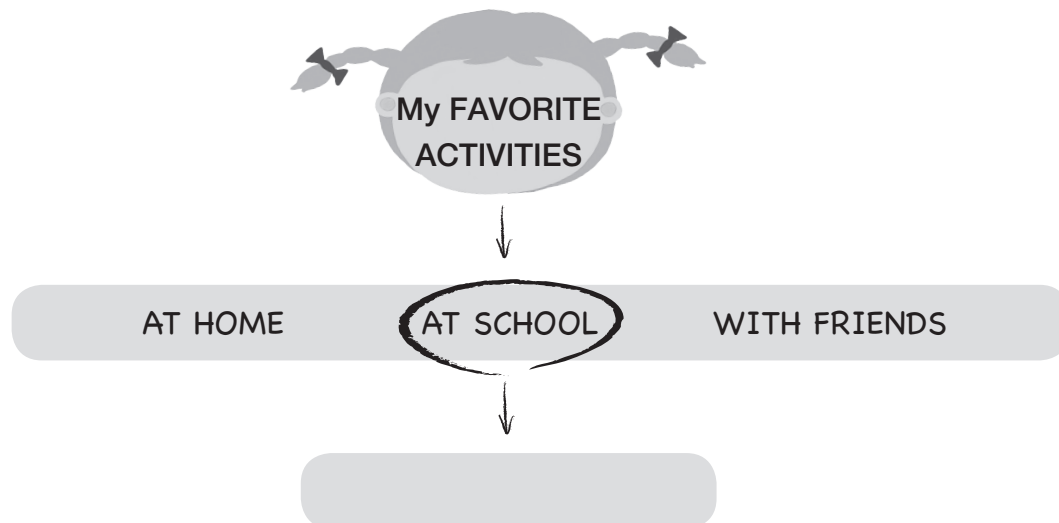 My FAVORITE
ACTIVITIES
AT HOME AT SCHOOL WITH FRIENDS